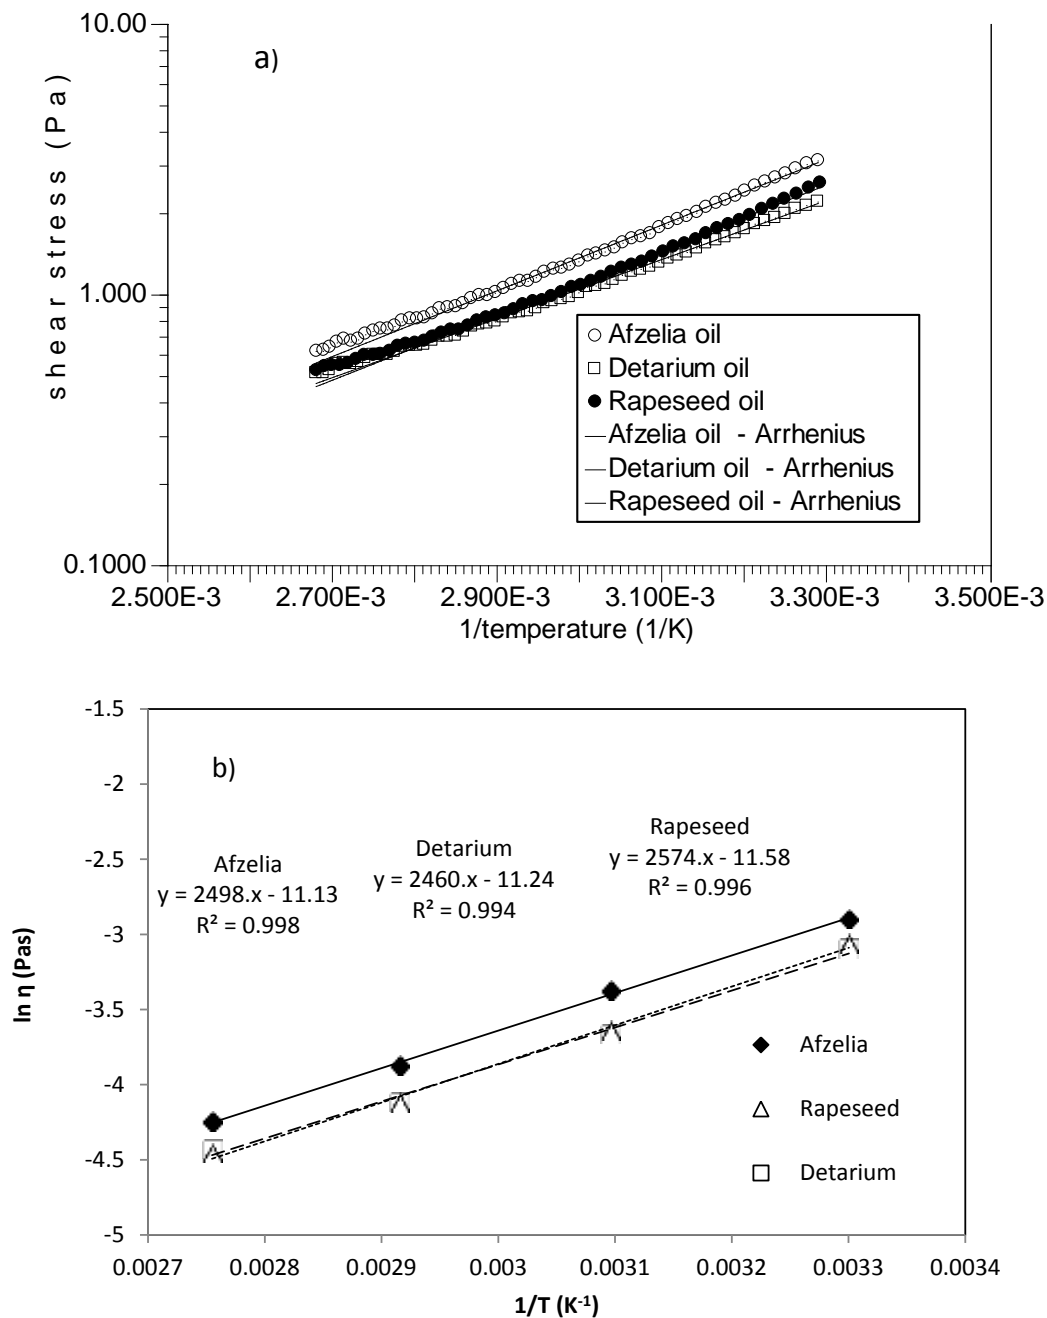 10.00
a)
shear stress (Pa)
1.000
Afzelia oil
Detarium oil
Rapeseed oil
Afzelia oil - Arrhenius
Detarium oil - Arrhenius
Rapeseed oil - Arrhenius
0.1000
2.500E-3 2.700E-3 2.900E-3 3.100E-3 3.300E-3 3.500E-3
1/temperature (1/K)
-1.5
b)
-2
-2.5
Afzelia
y = 2498.x - 11.13
R² = 0.998
Detarium
y = 2460.x - 11.24
R² = 0.994
Rapeseed
y = 2574.x - 11.58
R² = 0.996
-3
ln η (Pas)
-3.5
-4
-4.5
-5
Afzelia
Rapeseed
Detarium
0.0027 0.0028 0.0029 0.003 0.0031 0.0032 0.0033 0.0034
1/T (K⁻¹)